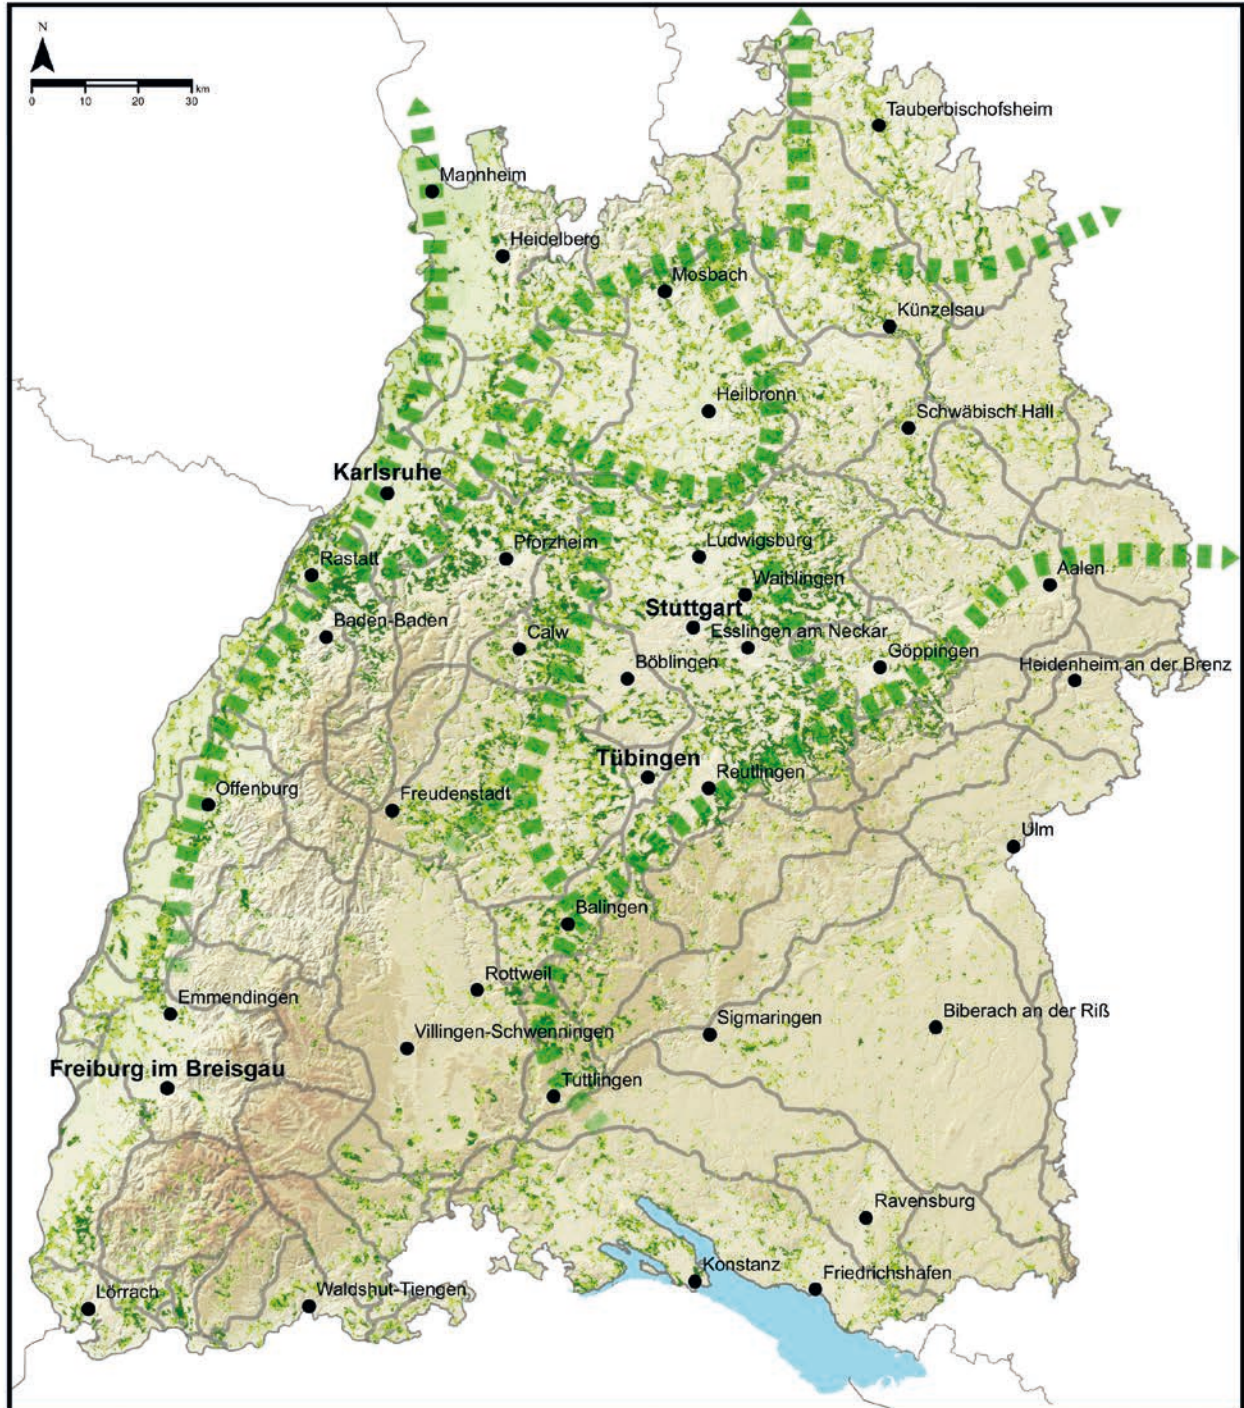 N
km
0 10 20 30
Tauberbischofsheim
Mannheim
Heidelberg
Mosbach
Künzelsau
Heilbronn
Schwäbisch Hall
Karlsruhe
Pforzheim
Ludwigsburg
Rastatt
Waiblingen
Aalen
Stuttgart
Baden-Baden
Calw
Esslingen am Neckar
Göppingen
Böblingen
Heidenheim an der Brenz
Tübingen
Reutlingen
Offenburg
Freudenstadt
Ulm
Balingen
Rottweil
Emmendingen
Villingen-Schwenningen
Sigmaringen
Biberach an der Riß
Freiburg im Breisgau
Tuttlingen
Ravensburg
Konstanz
Friedrichshafen
Lörrach
Waldshut-Tiengen